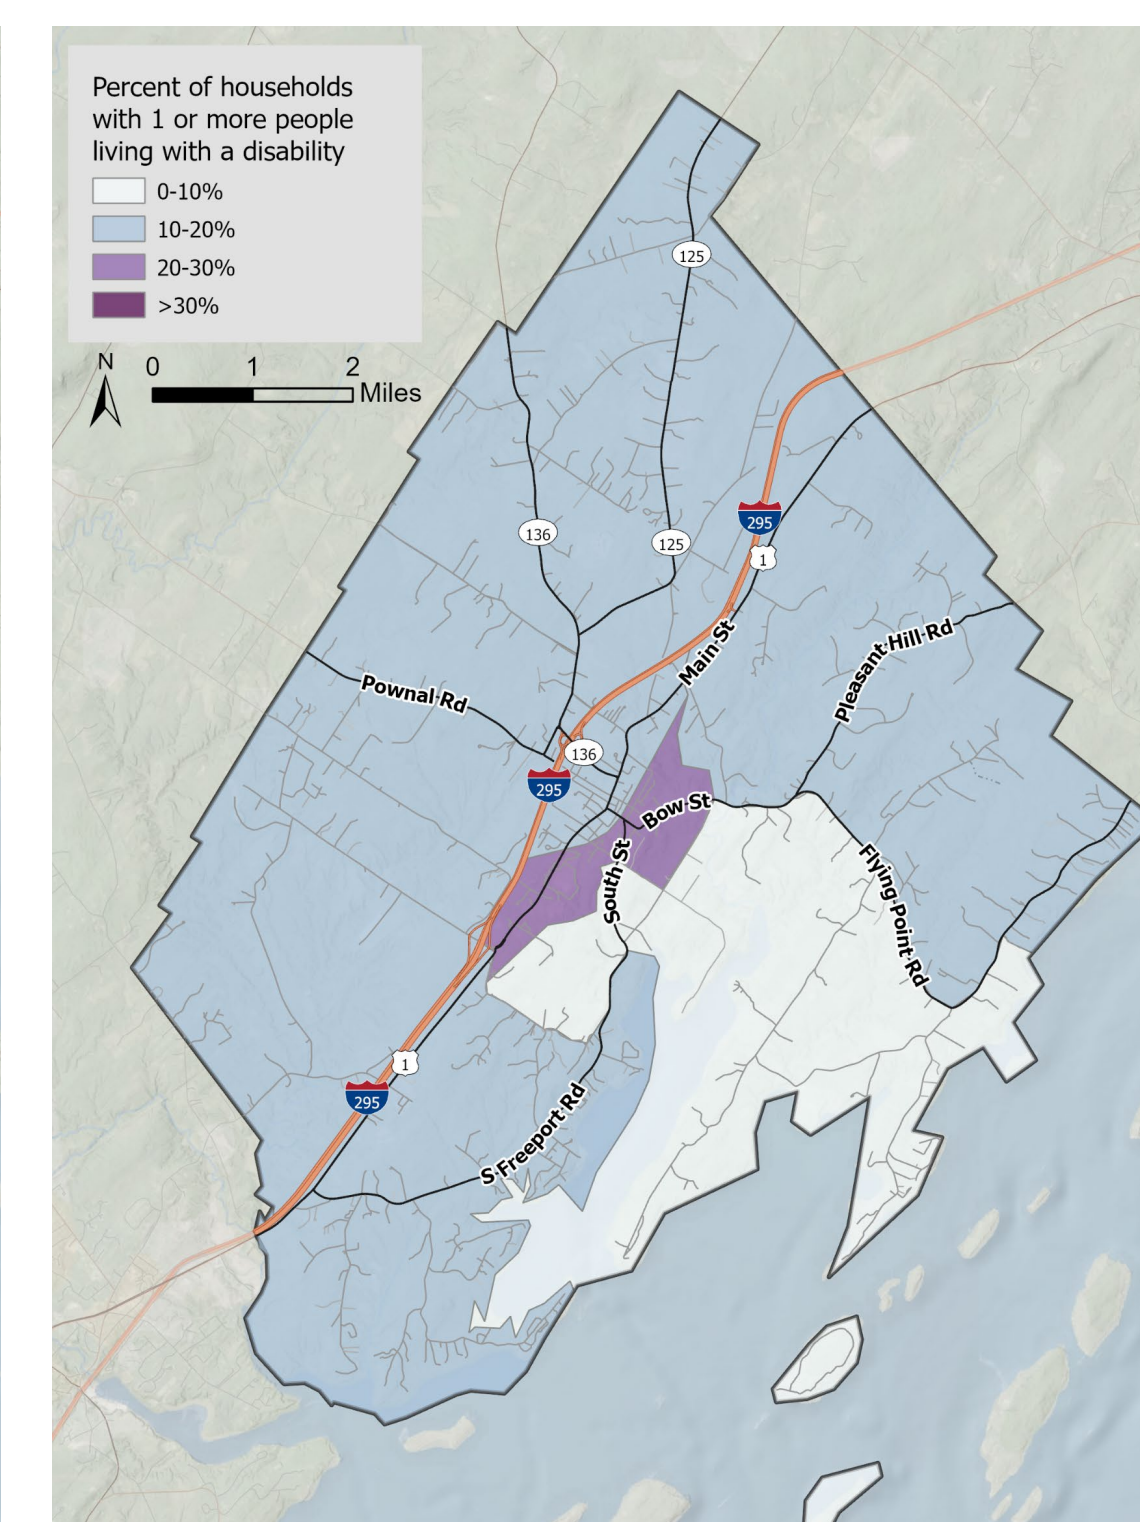 Percent of households
with 1 or more people
living with a disability
0-10%
10-20%
20-30%
>30%
N
0 1 2
Miles
125
295
136
125
1
Main St
Pleasant Hill Rd
Pownal Rd
136
295
Bow St
South St
Flying Point Rd
1
295
S Freeport Rd